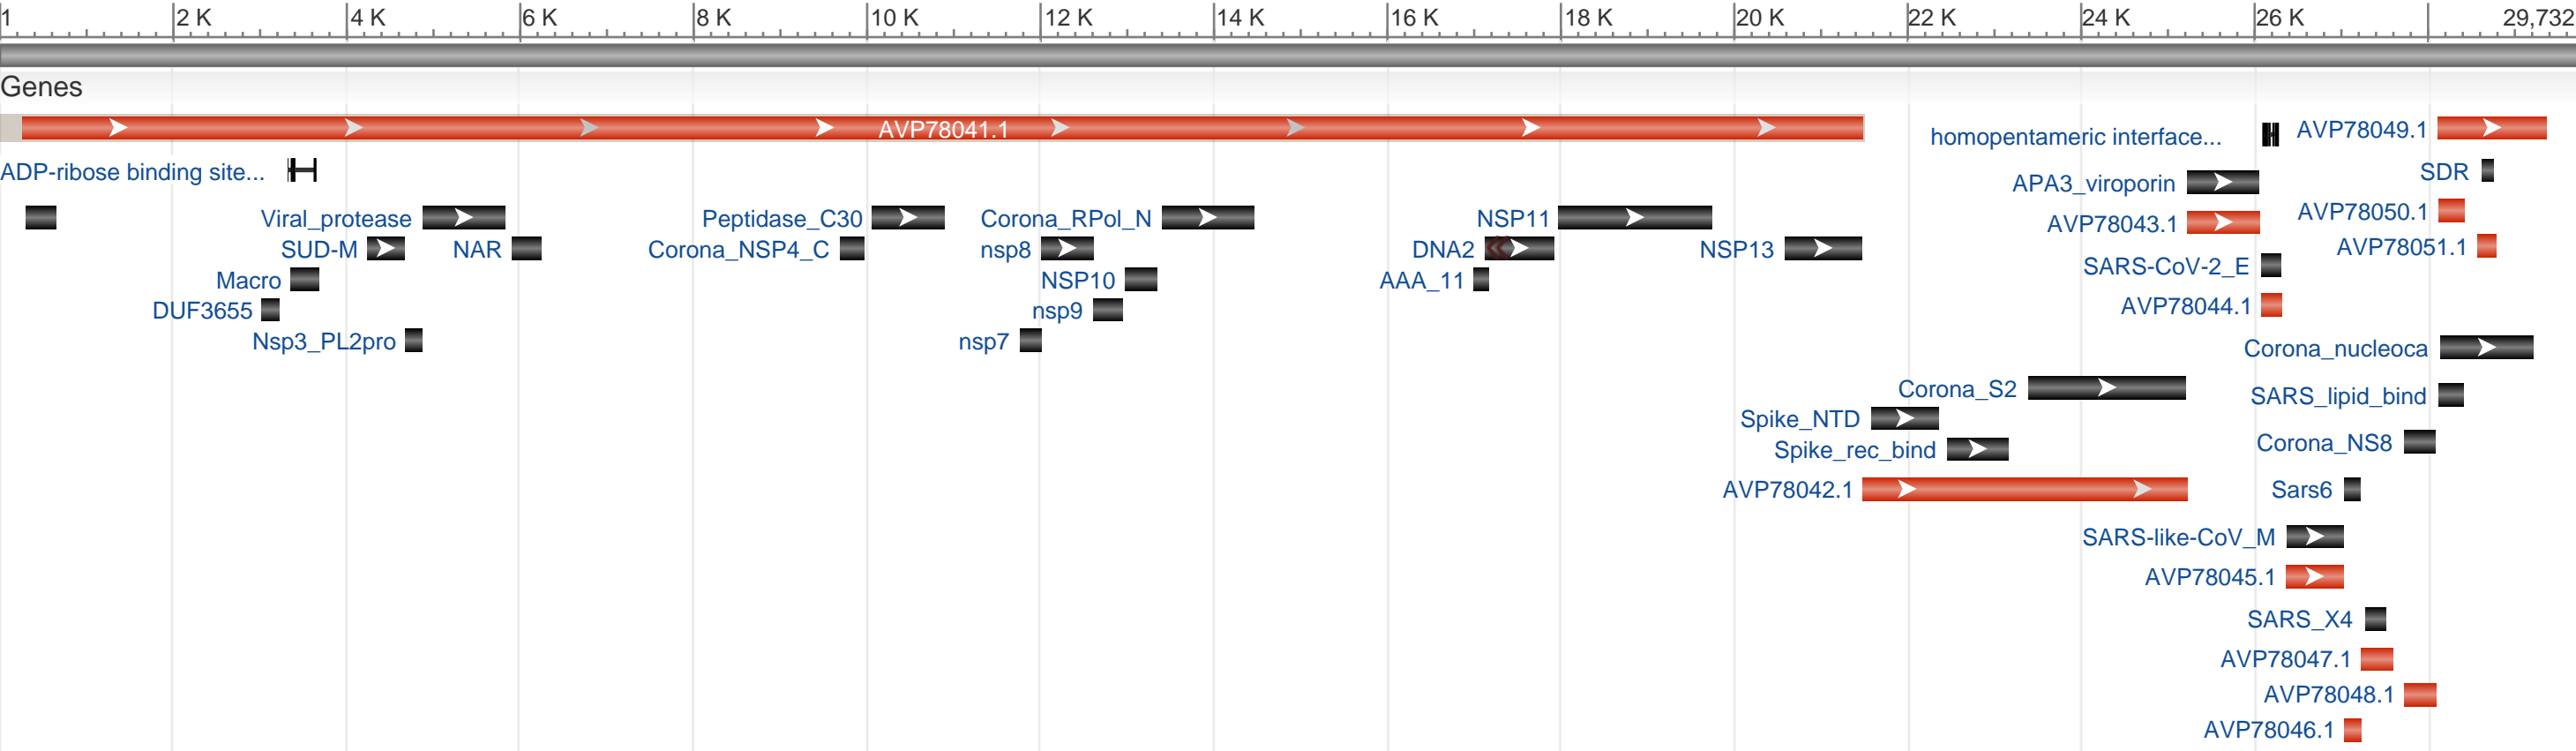 1 2 K 4 K 6 K 8 K 10 K 12 K 14 K 16 K 18 K 20 K 22 K 24 K 26 K 29,732
Genes
AVP78041.1
homopentameric interface... AVP78049.1
ADP-ribose binding site... SDR
APA3_viroporin
Viral_protease Peptidase_C30 Corona_RPol_N NSP11 AVP78050.1
AVP78043.1
SUD-M NAR Corona_NSP4_C nsp8 DNA2 NSP13 AVP78051.1
SARS-CoV-2_E
Macro NSP10 AAA_11
AVP78044.1
DUF3655 nsp9
Nsp3_PL2pro nsp7
Corona_nucleoca
Corona_S2 SARS_lipid_bind
Spike_NTD
Spike_rec_bind Corona_NS8
AVP78042.1 Sars6
SARS-like-CoV_M
AVP78045.1
SARS_X4
AVP78047.1
AVP78048.1
AVP78046.1